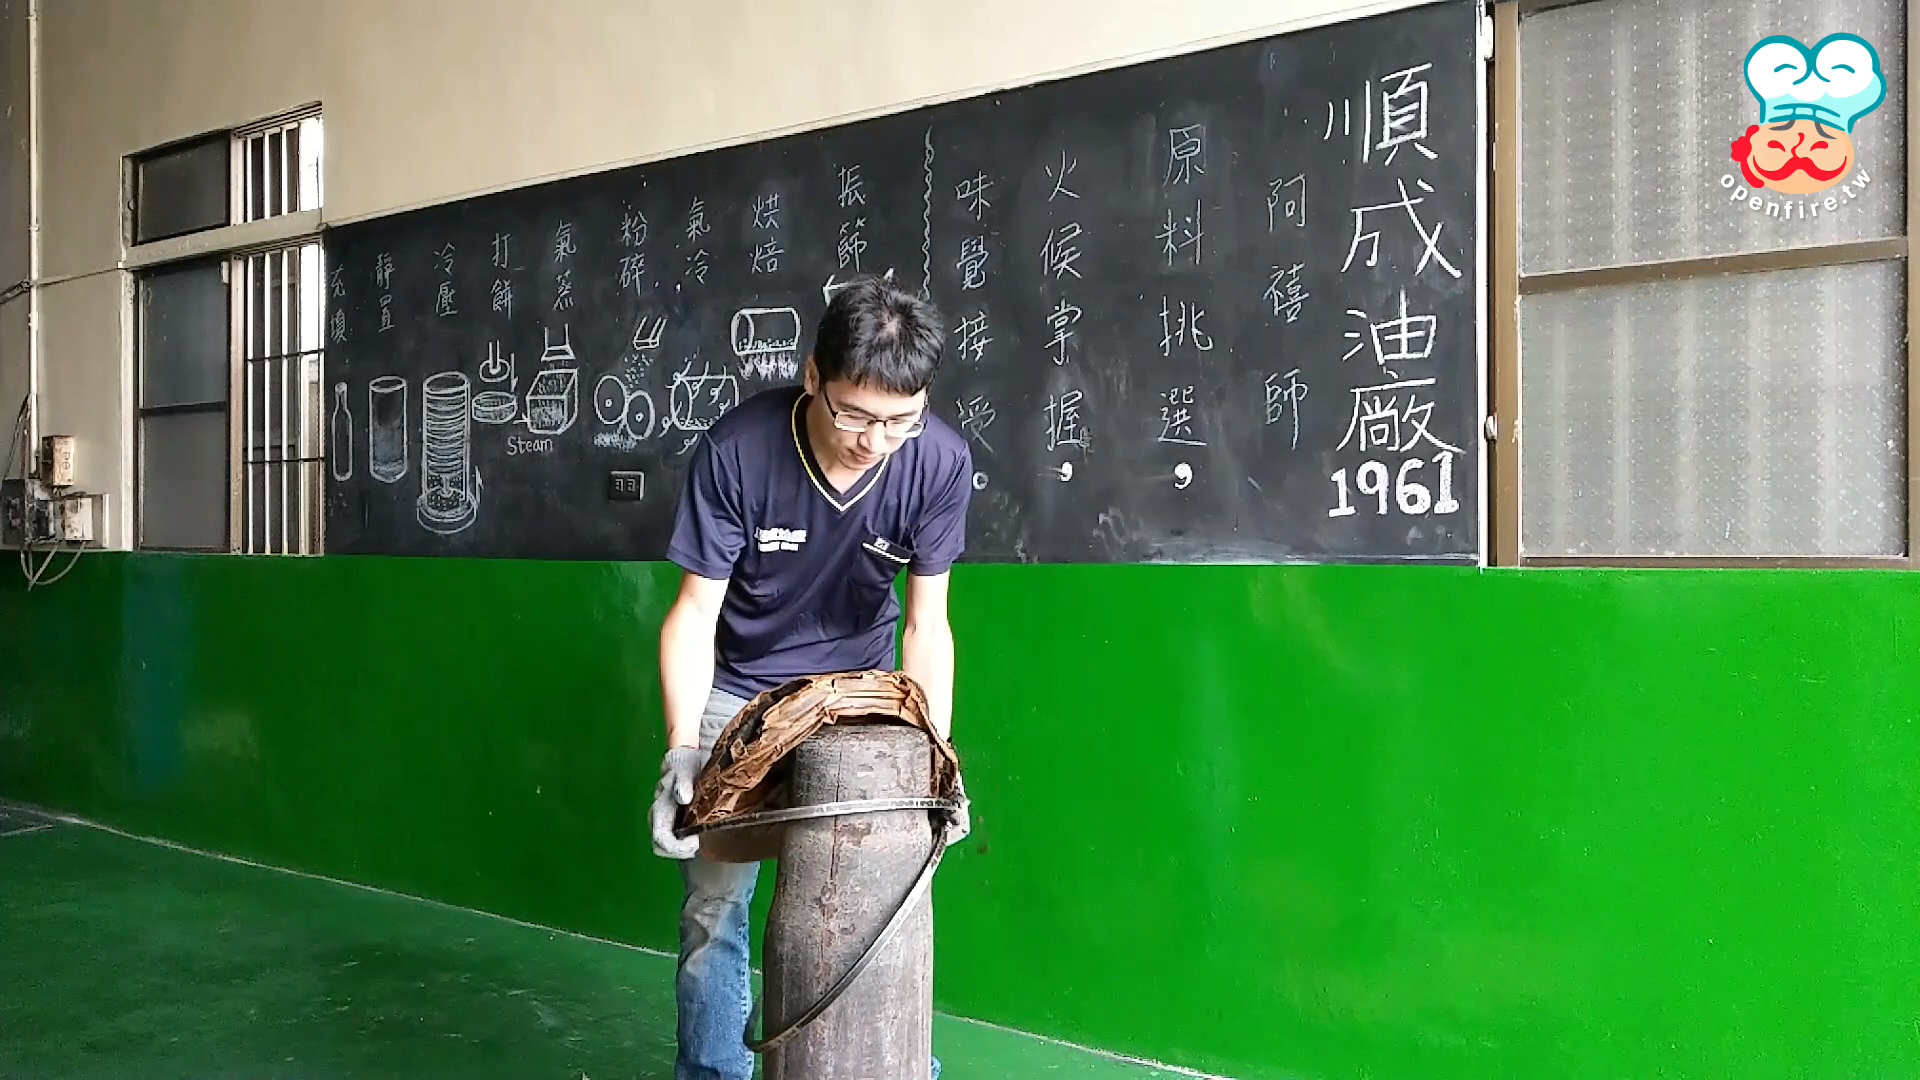 順成油廠
1961
阿禧師
原料挑選，
火候掌握，
味覺接受。
振篩
烘焙
氣冷
粉碎
氣蒸
打餅
冷壓
靜置
充填
Steam
openfire.tw